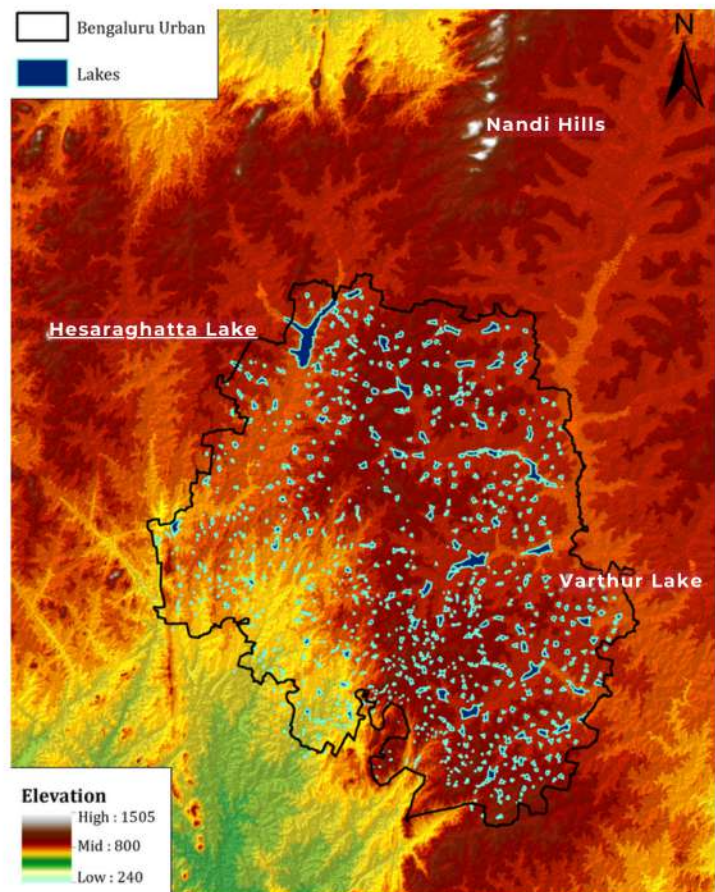 Bengaluru Urban
Lakes
N
Nandi Hills
Hesaraghatta Lake
Varthur Lake
Elevation
High : 1505
Mid : 800
Low : 240